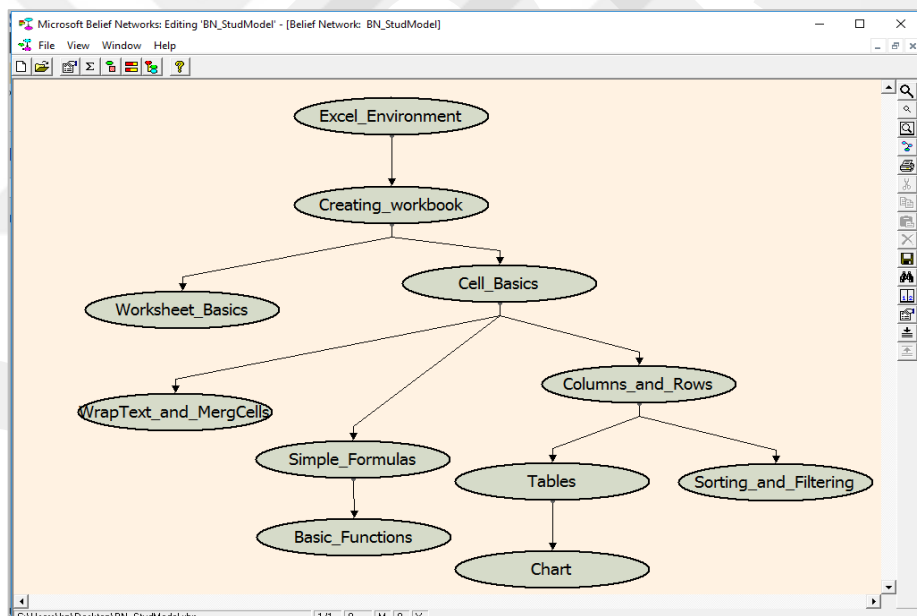 Microsoft Belief Networks: Editing 'BN_StudModel' - [Belief Network: BN_StudModel]
File View Window Help
Excel_Environment
Creating_workbook
Cell_Basics
Worksheet_Basics
Columns_and_Rows
WrapText_and_MergCells
Simple_Formulas
Tables
Sorting_and_Filtering
Basic_Functions
Chart